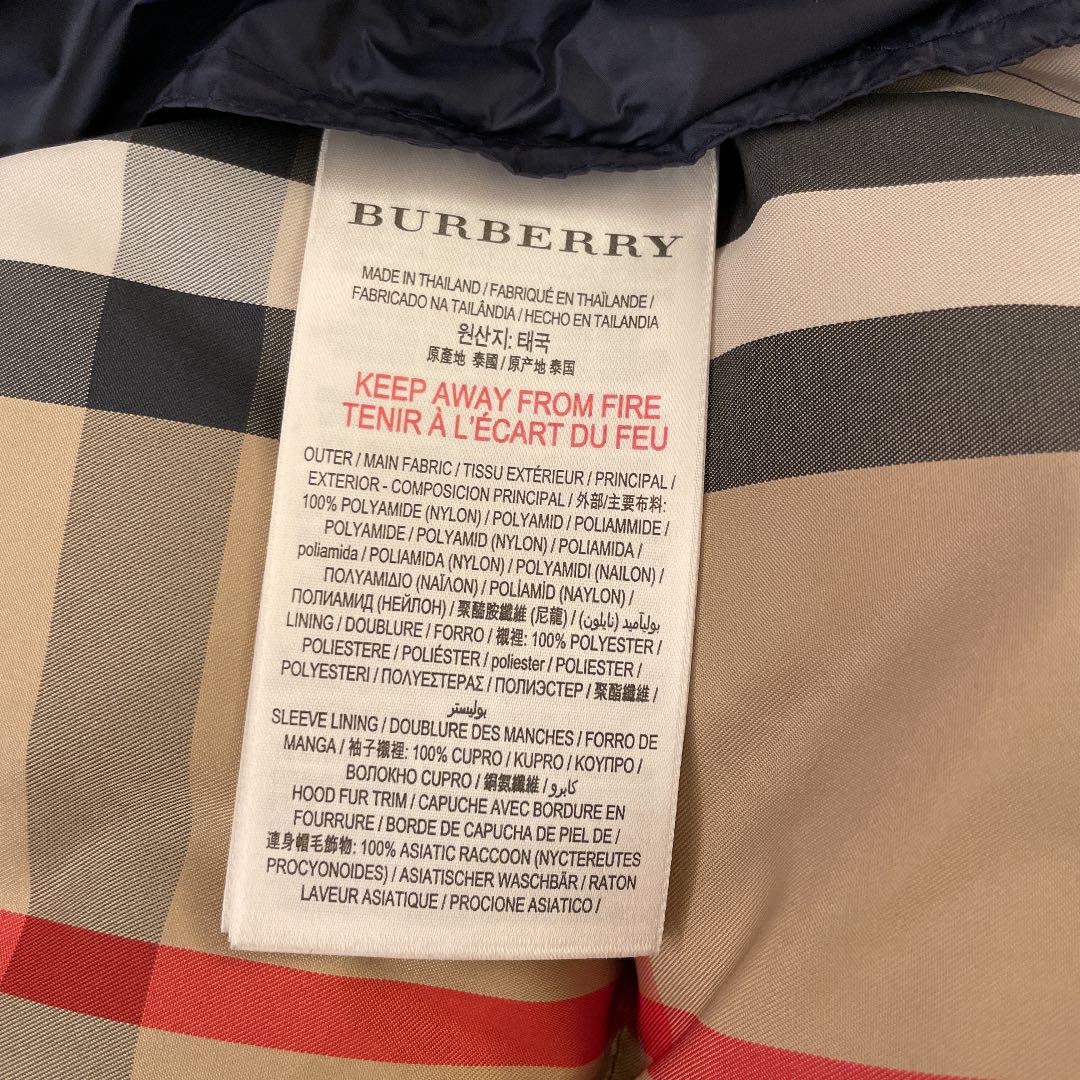 BURBERRY
MADE IN THAILAND / FABRIQUÉ EN THAÏLANDE /
FABRICADO NA TAILÂNDIA / HECHO EN TAILANDIA
원산지: 태국
原產地 泰國 / 原产地 泰国
KEEP AWAY FROM FIRE
TENIR À L'ÉCART DU FEU
OUTER / MAIN FABRIC / TISSU EXTÉRIEUR / PRINCIPAL /
EXTERIOR - COMPOSICION PRINCIPAL / 外部/主要布料:
100% POLYAMIDE (NYLON) / POLYAMID / POLIAMMIDE /
POLYAMIDE / POLYAMID (NYLON) / POLIAMIDA /
poliamida / POLIAMIDA (NYLON) / POLYAMIDI (NAILON) /
ΠΟΛΥΑΜΙΔΙΟ (ΝΑΪΛΟΝ) / POLİAMİD (NAYLON) /
ПОЛИАМИД (НЕЙЛОН) / 聚醯胺纖維 (尼龍) / بوليآميد (نايلون) /
LINING / DOUBLURE / FORRO / 襯裡: 100% POLYESTER /
POLIESTERE / POLIÉSTER / poliester / POLIESTER /
POLYESTERI / ΠΟΛΥΕΣΤΕΡΑΣ / ПОЛИЭСТЕР / 聚酯纖維 /
بوليستر
SLEEVE LINING / DOUBLURE DES MANCHES / FORRO DE
MANGA / 袖子襯裡: 100% CUPRO / KUPRO / ΚΟΥΠΡΟ /
ВОЛОКНО CUPRO / 銅氨纖維 / كابرو /
HOOD FUR TRIM / CAPUCHE AVEC BORDURE EN
FOURRURE / BORDE DE CAPUCHA DE PIEL DE /
連身帽毛飾物: 100% ASIATIC RACCOON (NYCTEREUTES
PROCYONOIDES) / ASIATISCHER WASCHBÄR / RATON
LAVEUR ASIATIQUE / PROCIONE ASIATICO /